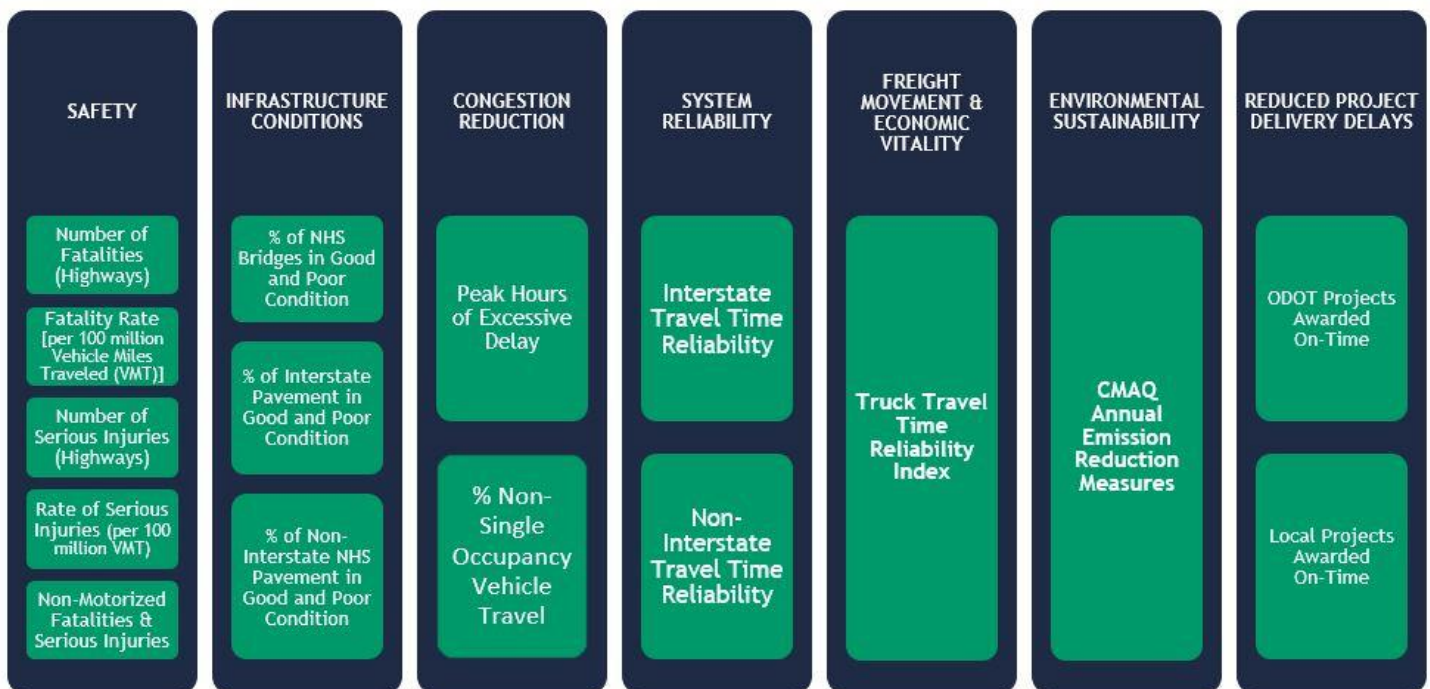 SAFETY
Number of
Fatalities
(Highways)
Fatality Rate
[per 100 million
Vehicle Miles
Traveled (VMT)]
Number of
Serious Injuries
(Highways)
Rate of Serious
Injuries (per 100
million VMT)
Non-Motorized
Fatalities &
Serious Injuries
INFRASTRUCTURE
CONDITIONS
% of NHS
Bridges in Good
and Poor
Condition
% of Interstate
Pavement in
Good and Poor
Condition
% of Non-
Interstate NHS
Pavement in
Good and Poor
Condition
CONGESTION
REDUCTION
Peak Hours
of Excessive
Delay
% Non-
Single
Occupancy
Vehicle
Travel
SYSTEM
RELIABILITY
Interstate
Travel Time
Reliability
Non-
Interstate
Travel Time
Reliability
FREIGHT
MOVEMENT &
ECONOMIC
VITALITY
Truck Travel
Time
Reliability
Index
ENVIRONMENTAL
SUSTAINABILITY
CMAQ
Annual
Emission
Reduction
Measures
REDUCED PROJECT
DELIVERY DELAYS
ODOT Projects
Awarded
On-Time
Local Projects
Awarded
On-Time